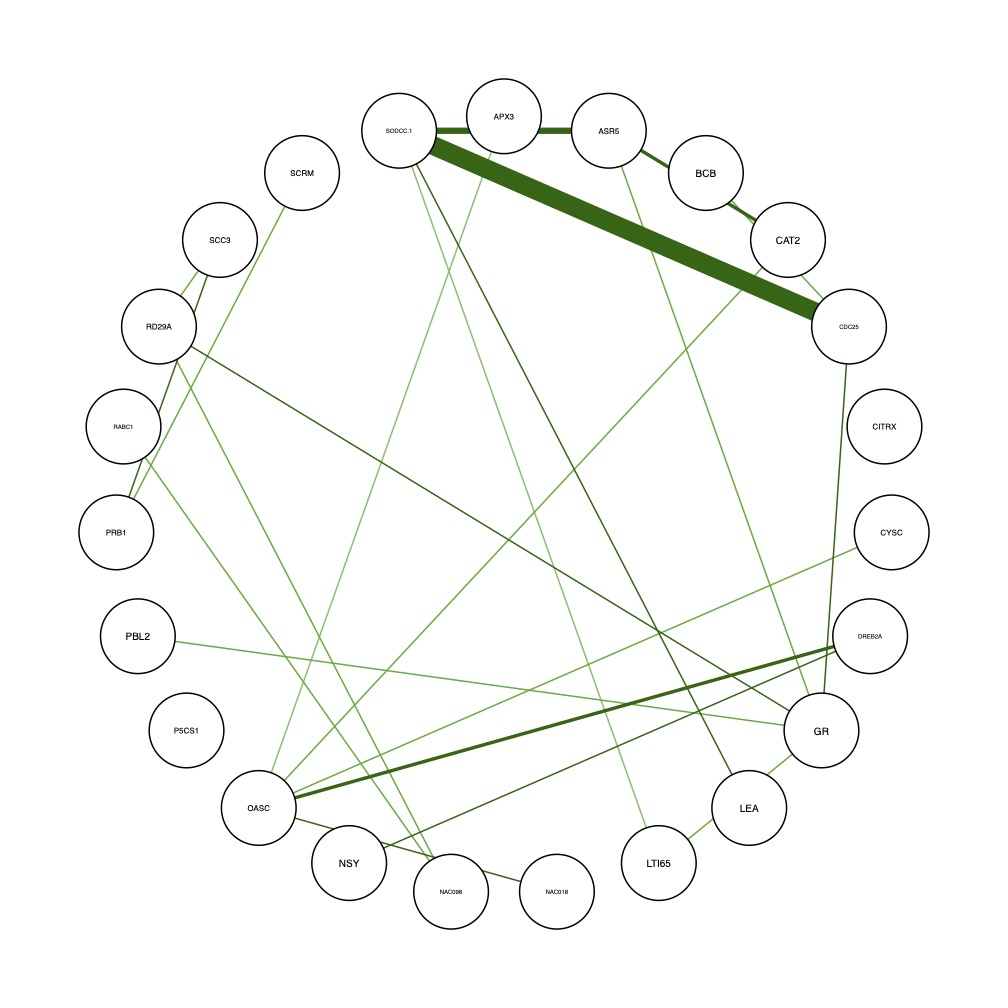 APX3
SODCC.1
ASR5
SCRM
BCB
SCC3
CAT2
RD29A
CDC25
RABC1
CITRX
PRB1
CYSC
PBL2
DREB2A
P5CS1
GR
OASC
LEA
NSY
LTI65
NAC098
NAC018